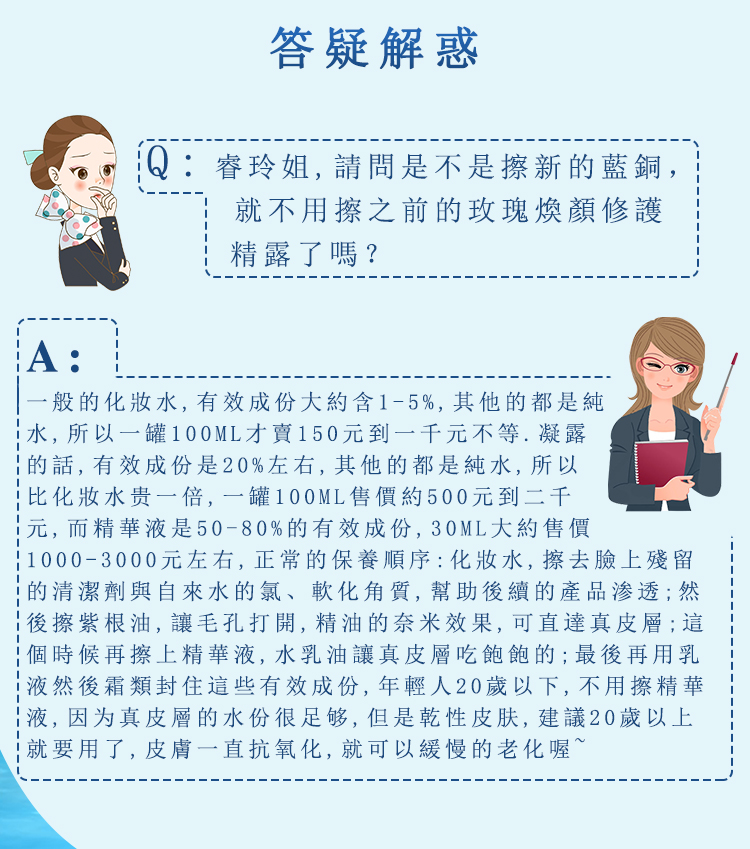 答疑解惑
Q：睿玲姐,請問是不是擦新的藍銅，
就不用擦之前的玫瑰煥顏修護
精露了嗎？
A：
一般的化妝水,有效成份大約含1-5%,其他的都是純
水,所以一罐100ML才賣150元到一千元不等.凝露
的話,有效成份是20%左右,其他的都是純水,所以
比化妝水贵一倍,一罐100ML售價約500元到二千
元,而精華液是50-80%的有效成份,30ML大約售價
1000-3000元左右,正常的保養順序:化妝水,擦去臉上殘留
的清潔劑與自來水的氯、軟化角質,幫助後續的產品滲透;然
後擦紫根油,讓毛孔打開,精油的奈米效果,可直達真皮層;這
個時候再擦上精華液,水乳油讓真皮層吃飽飽的;最後再用乳
液然後霜類封住這些有效成份,年輕人20歲以下,不用擦精華
液,因为真皮層的水份很足够,但是乾性皮肤,建議20歲以上
就要用了,皮膚一直抗氧化,就可以緩慢的老化喔~